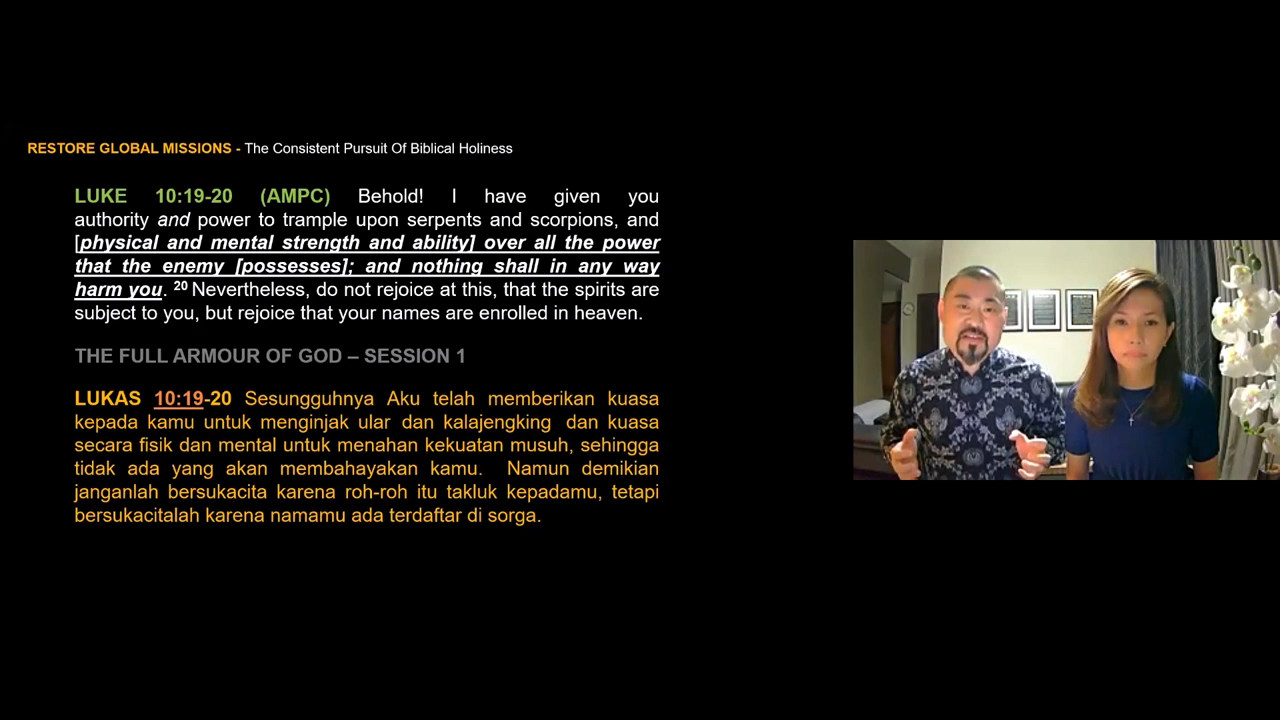 RESTORE GLOBAL MISSIONS - The Consistent Pursuit Of Biblical Holiness
LUKE 10:19-20 (AMPC) Behold! I have given you
authority and power to trample upon serpents and scorpions, and
[physical and mental strength and ability] over all the power
that the enemy [possesses]; and nothing shall in any way
harm you. 20 Nevertheless, do not rejoice at this, that the spirits are
subject to you, but rejoice that your names are enrolled in heaven.
THE FULL ARMOUR OF GOD – SESSION 1
LUKAS 10:19-20 Sesungguhnya Aku telah memberikan kuasa
kepada kamu untuk menginjak ular dan kalajengking dan kuasa
secara fisik dan mental untuk menahan kekuatan musuh, sehingga
tidak ada yang akan membahayakan kamu. Namun demikian
janganlah bersukacita karena roh-roh itu takluk kepadamu, tetapi
bersukacitalah karena namamu ada terdaftar di sorga.